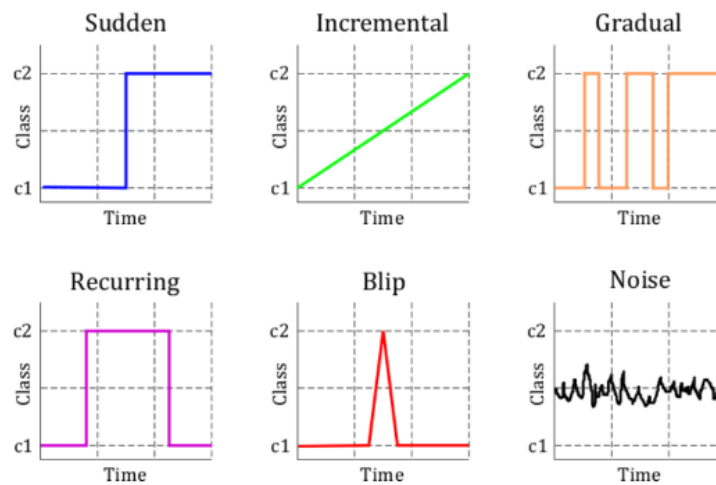 Sudden
c2
Class
c1
Time
Incremental
c2
Class
c1
Time
Gradual
c2
Class
c1
Time
Recurring
c2
Class
c1
Time
Blip
c2
Class
c1
Time
Noise
c2
Class
c1
Time